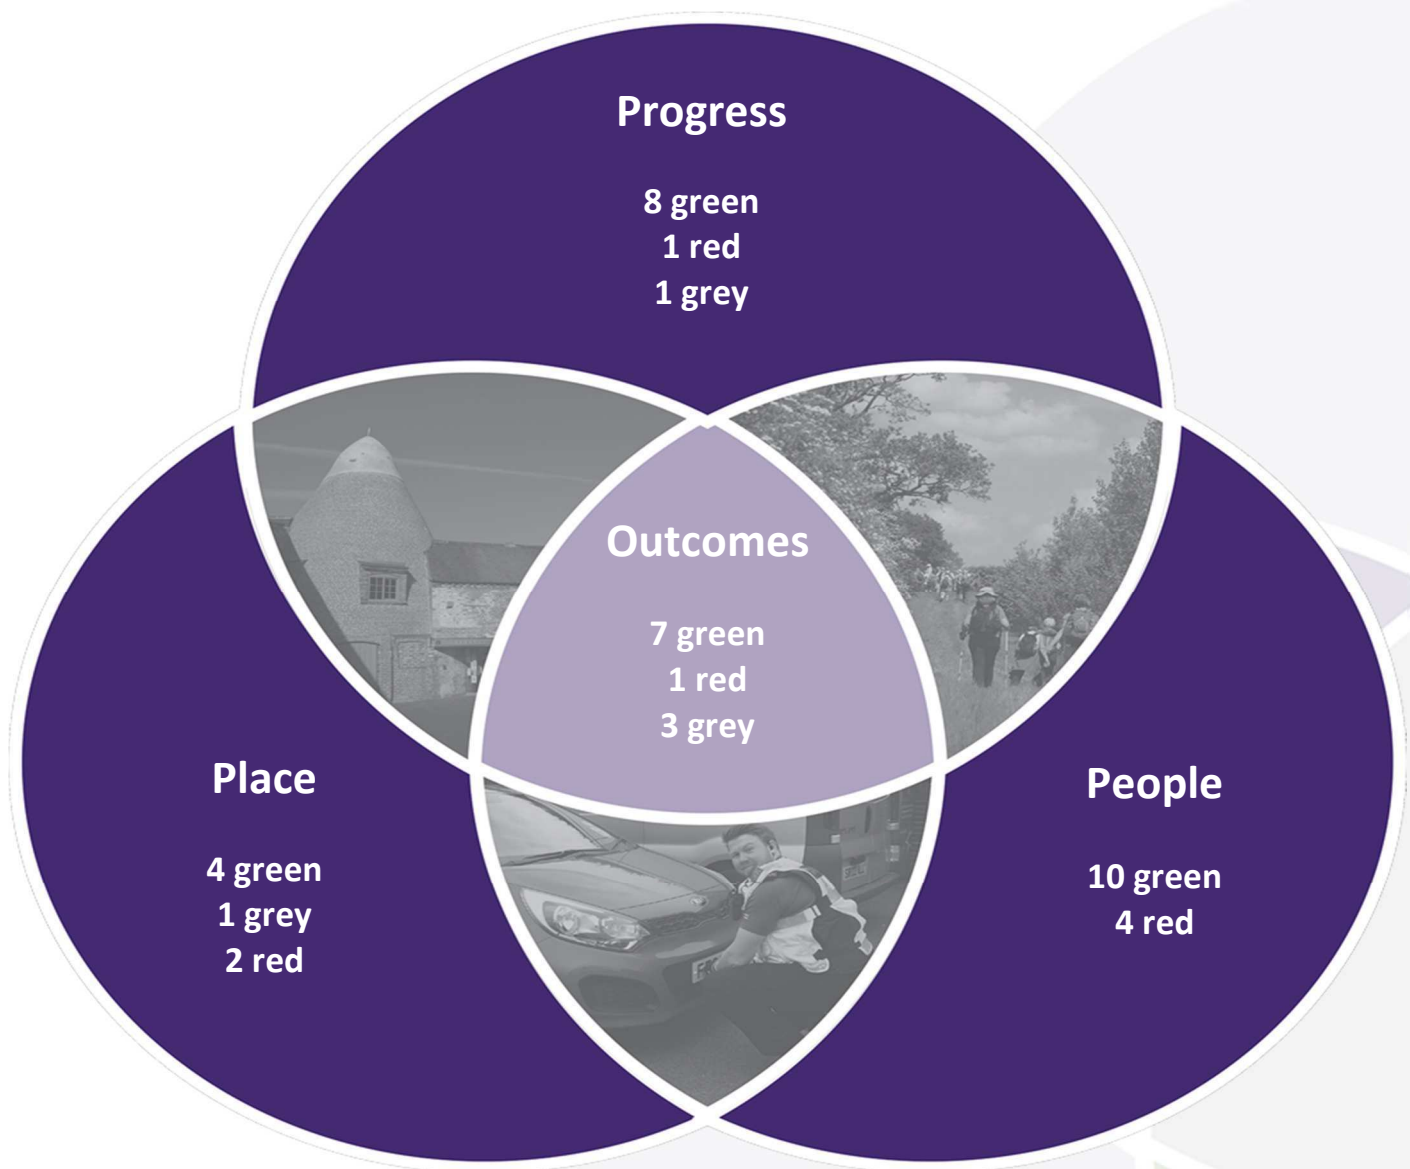 Progress
8 green
1 red
1 grey
Outcomes
7 green
1 red
3 grey
Place
4 green
1 grey
2 red
People
10 green
4 red